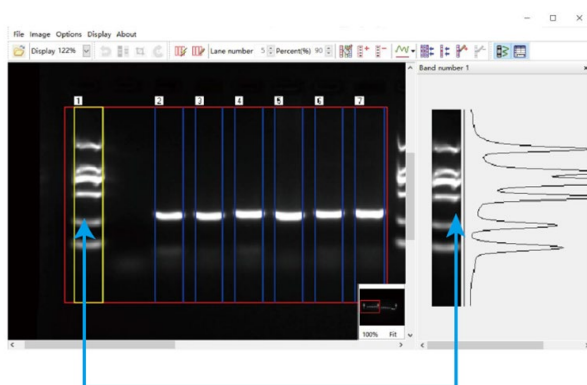 File Image Options Display About
Display 122% Lane number 5 Percent(%) 90
Band number 1
1 2 3 4 5 6 7
100% Fit